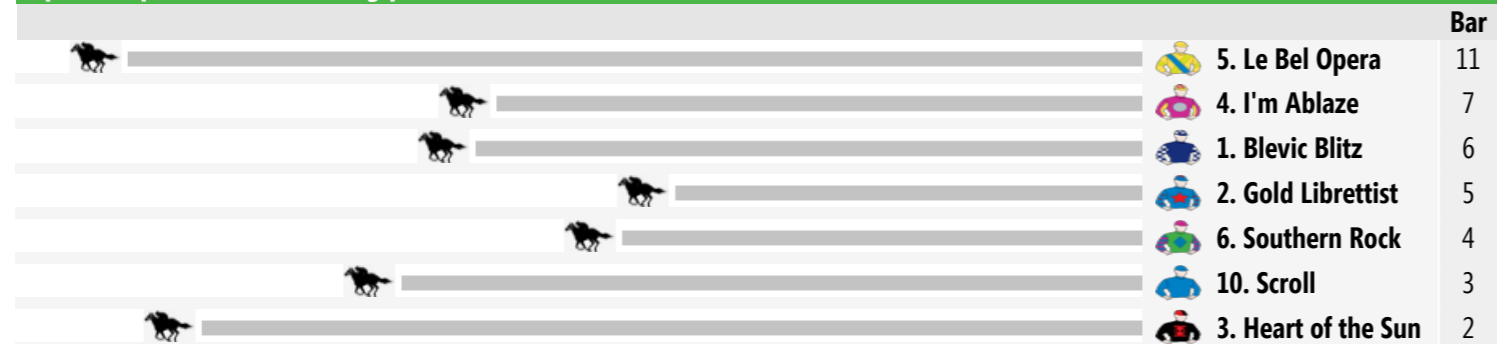 Bar
5. Le Bel Opera 11
4. I'm Ablaze 7
1. Blevic Blitz 6
2. Gold Librettist 5
6. Southern Rock 4
10. Scroll 3
3. Heart of the Sun 2